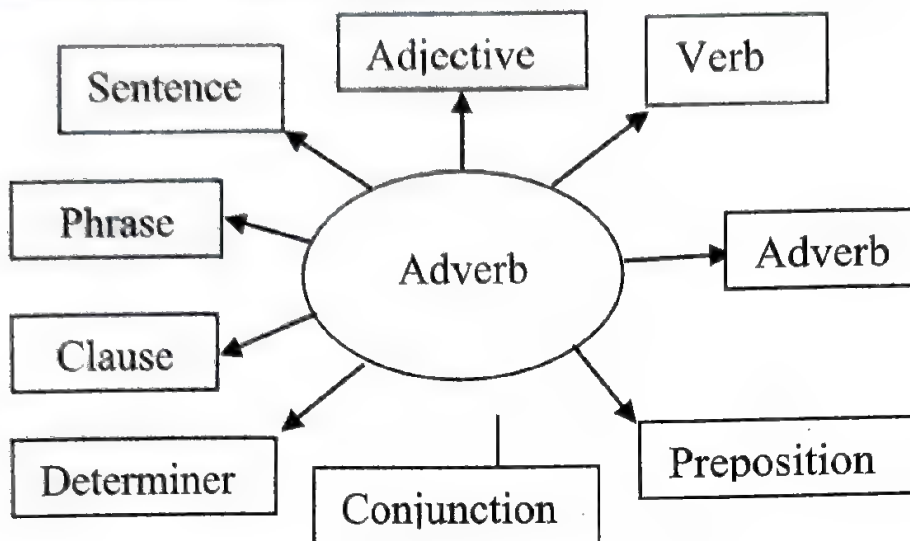 Adjective
Verb
Sentence
Phrase
Adverb
Adverb
Clause
Determiner
Conjunction
Preposition